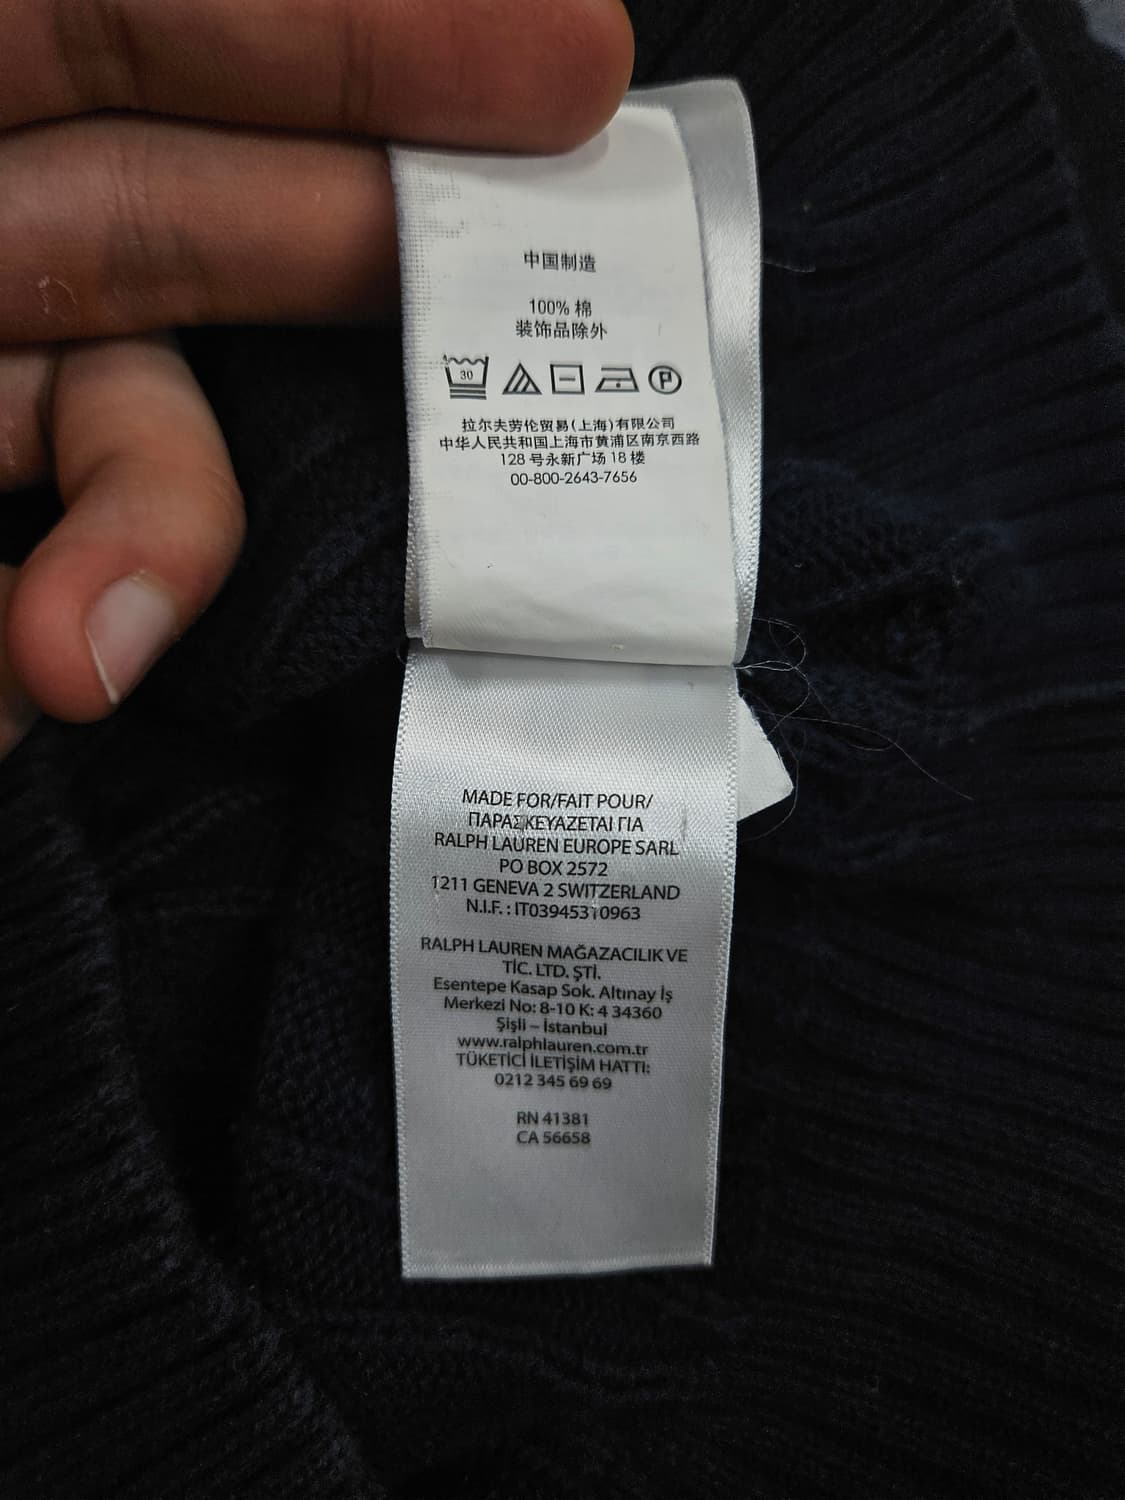 中国制造
100% 棉
装饰品除外
30
P
拉尔夫劳伦贸易(上海)有限公司
中华人民共和国上海市黄浦区南京西路
128 号永新广场 18 楼
00-800-2643-7656
MADE FOR/FAIT POUR/
ΠΑΡΑΣΚΕΥΑΖΕΤΑΙ ΓΙΑ
RALPH LAUREN EUROPE SARL
PO BOX 2572
1211 GENEVA 2 SWITZERLAND
N.I.F. : IT03945310963
RALPH LAUREN MAĞAZACILIK VE
TİC. LTD. ŞTİ.
Esentepe Kasap Sok. Altınay İş
Merkezi No: 8-10 K: 4 34360
Şişli – İstanbul
www.ralphlauren.com.tr
TÜKETİCİ İLETİŞİM HATTI:
0212 345 69 69
RN 41381
CA 56658